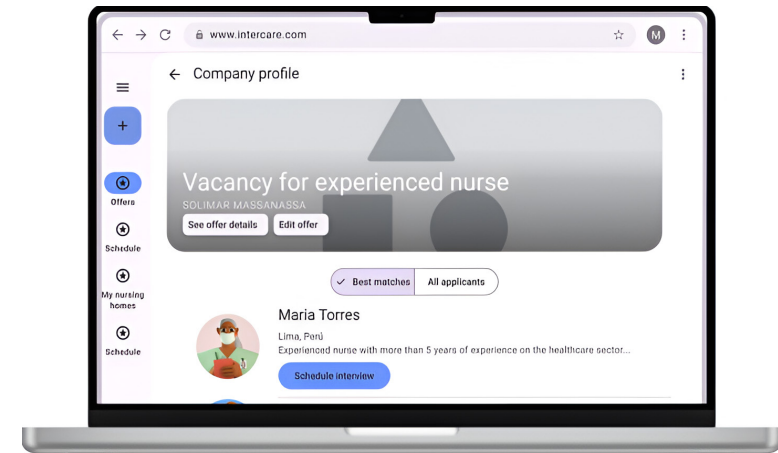 www.intercare.com
M
Company profile
Vacancy for experienced nurse
SOLIMAR MASSANASSA
See offer details
Edit offer
Offers
Schedule
My nursing
homes
Schedule
Best matches
All applicants
Maria Torres
Lima, Perú
Experienced nurse with more than 5 years of experience on the healthcare sector...
Schedule interview